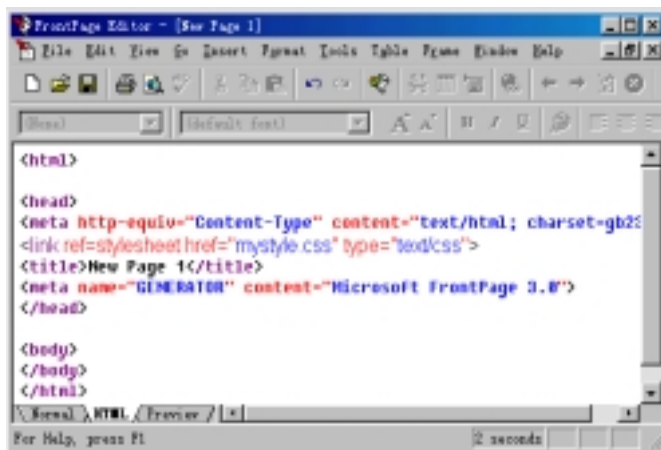 FrontPage Editor - [New Page 1]
File Edit View Go Insert Format Tools Table Frame Window Help
(None) (default font) A A B I U
<html>
<head>
<meta http-equiv="Content-Type" content="text/html; charset=gb23
<link ref=stylesheet href="mystyle.css" type="text/css">
<title>New Page 1</title>
<meta name="GENERATOR" content="Microsoft FrontPage 3.0">
</head>
<body>
</body>
</html>
Normal HTML Preview
For Help, press F1 2 seconds